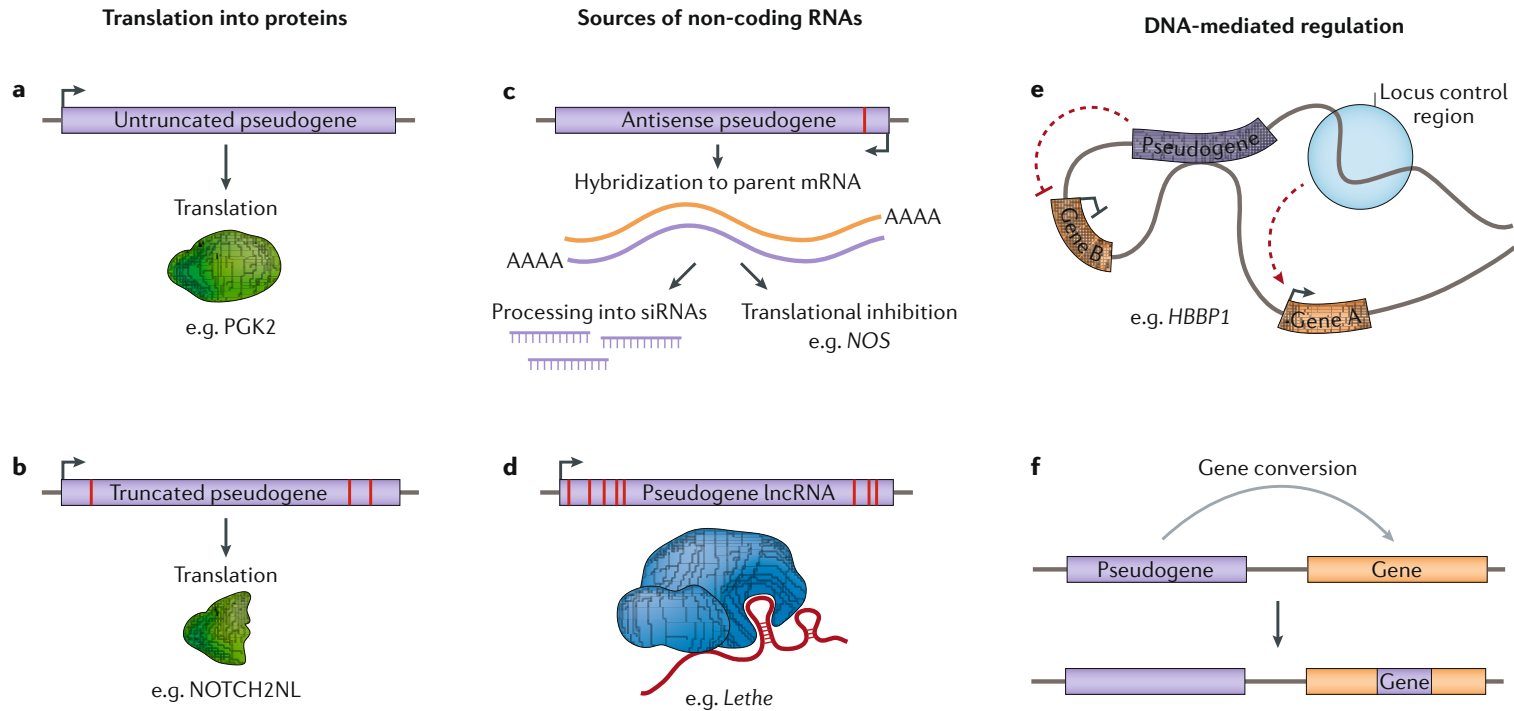 Translation into proteins
Sources of non-coding RNAs
DNA-mediated regulation
a
Untruncated pseudogene
Translation
e.g. PGK2
b
Truncated pseudogene
Translation
e.g. NOTCH2NL
c
Antisense pseudogene
Hybridization to parent mRNA
AAAA
AAAA
Processing into siRNAs
Translational inhibition
e.g. NOS
d
Pseudogene lncRNA
e.g. Lethe
e
Locus control
region
Pseudogene
Gene B
e.g. HBBP1
Gene A
f
Gene conversion
Pseudogene
Gene
Gene